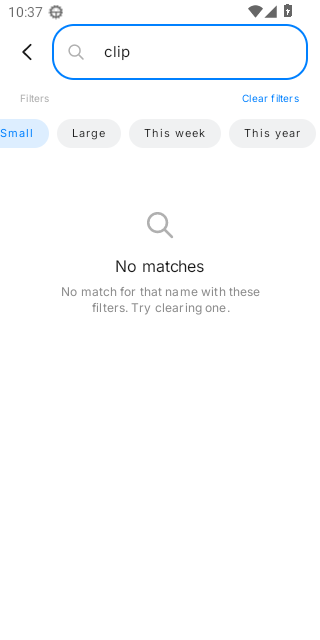 10:37
clip
Filters
Clear filters
Small
Large
This week
This year
No matches
No match for that name with these
filters. Try clearing one.